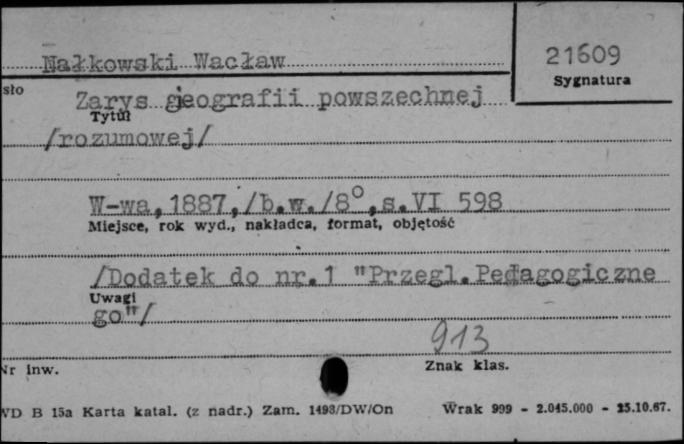 Nałkowski Wacław
21609
Sygnatura
sło
Zarys geografii powszechnej
Tytuł
/rozumowej/
W-wa,1887,/b.w./8°,s.VI 598
Miejsce, rok wyd., nakładca, format, objętość
/Dodatek do nr.1 "Przegl.Pedagogiczne
Uwagi
go"/
913
Nr inw.
Znak klas.
WD B 15a Karta katal. (z nadr.) Zam. 1493/DW/On Wrak 999 - 2.045.000 - 25.10.67.